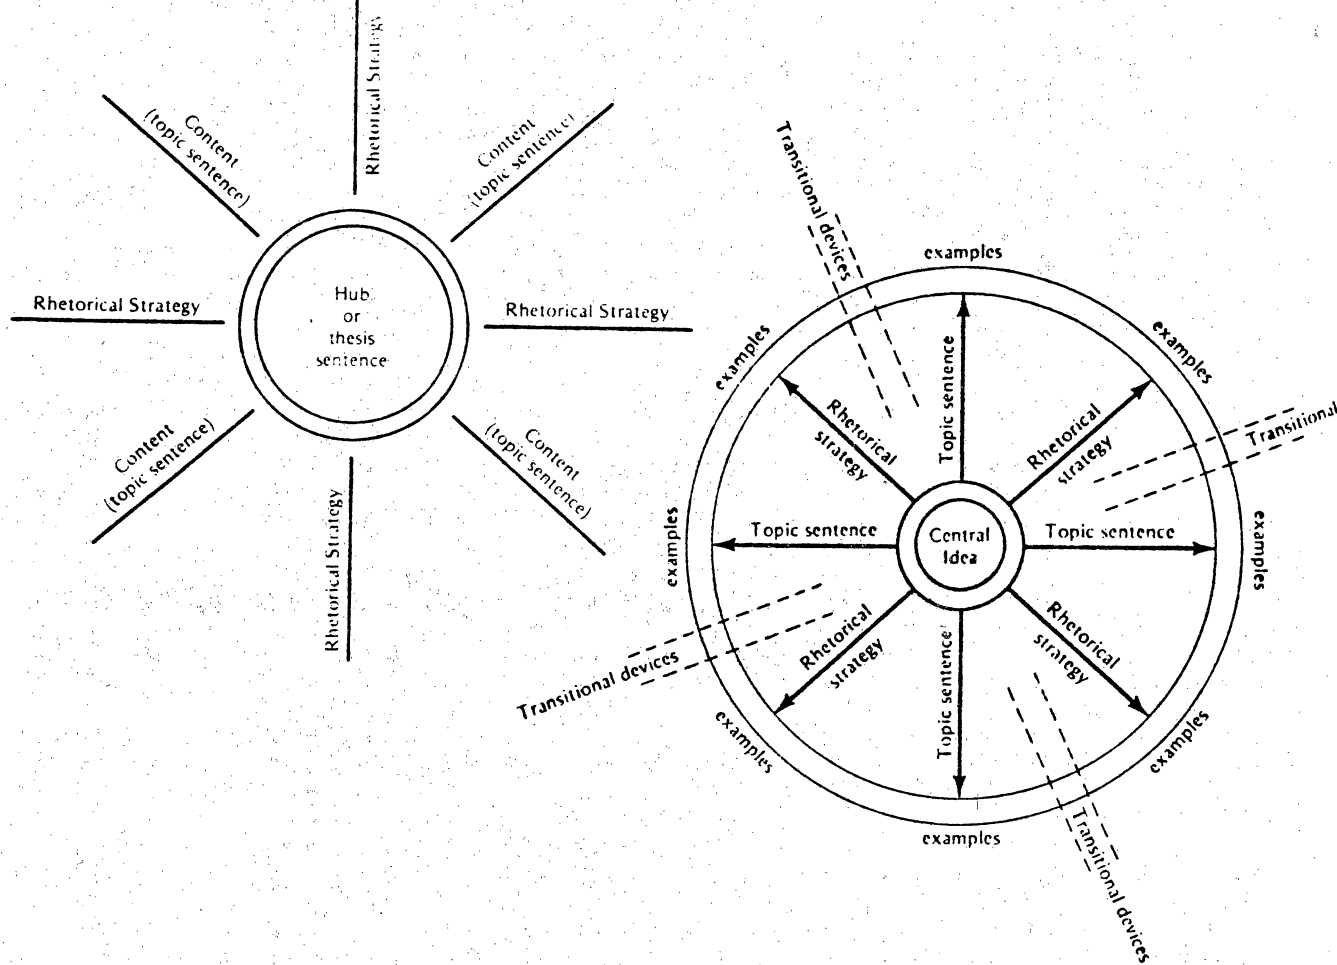 Rhetorical Strategy
Content
(topic sentence)
Content
(topic sentence)
Rhetorical Strategy
Hub
or
thesis
sentence
Rhetorical Strategy
Content
(topic sentence)
Content
(topic sentence)
Rhetorical Strategy
Transitional devices
examples
examples
examples
Topic sentence
Rhetorical
strategy
Rhetorical
strategy
Transitional
examples
Topic sentence
Central
Idea
Topic sentence
examples
Rhetorical
strategy
Topic sentence
Rhetorical
strategy
Transitional devices
examples
examples
examples
Transitional devices